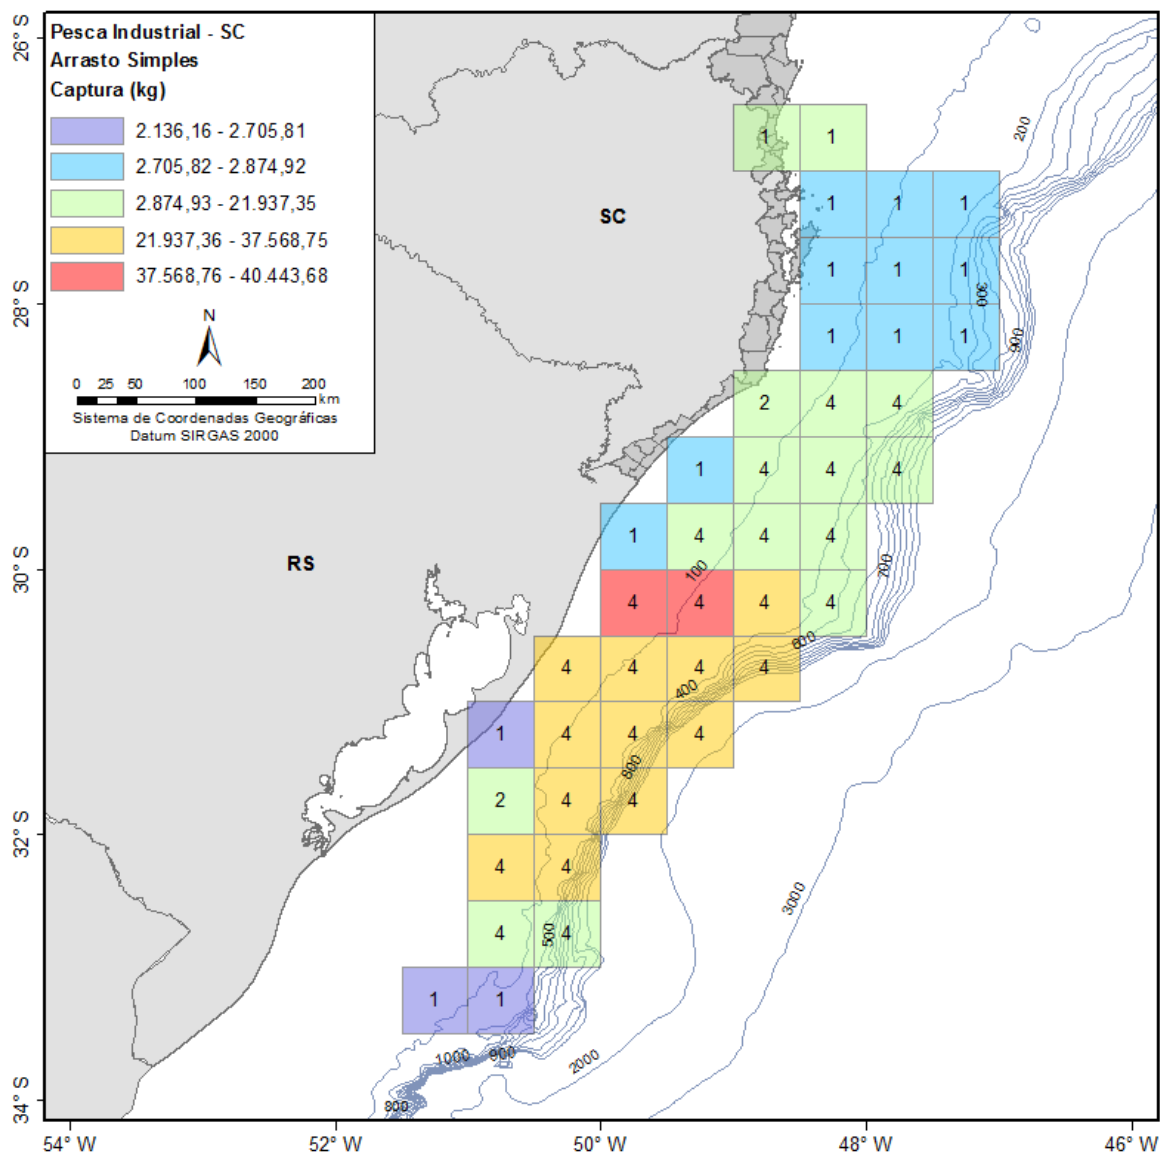 Pesca Industrial - SC
Arrasto Simples
Captura (kg)
2.136,16 - 2.705,81
2.705,82 - 2.874,92
2.874,93 - 21.937,35
21.937,36 - 37.568,75
37.568,76 - 40.443,68
N
0 25 50 100 150 200
km
Sistema de Coordenadas Geográficas
Datum SIRGAS 2000
26° S
28° S
30° S
32° S
34° S
SC
RS
200
1 1
1 1 1
1 1 1
300
900
1 1 1
2 4 4
1 4 4 4
1 4 4 4
700
100
4 4 4 4
600
4 4 4 4
400
1 4 4 4
800
2 4 4
4 4
3000
4 500 4
1 1
1000 900 2000
800
54° W 52° W 50° W 48° W 46° W